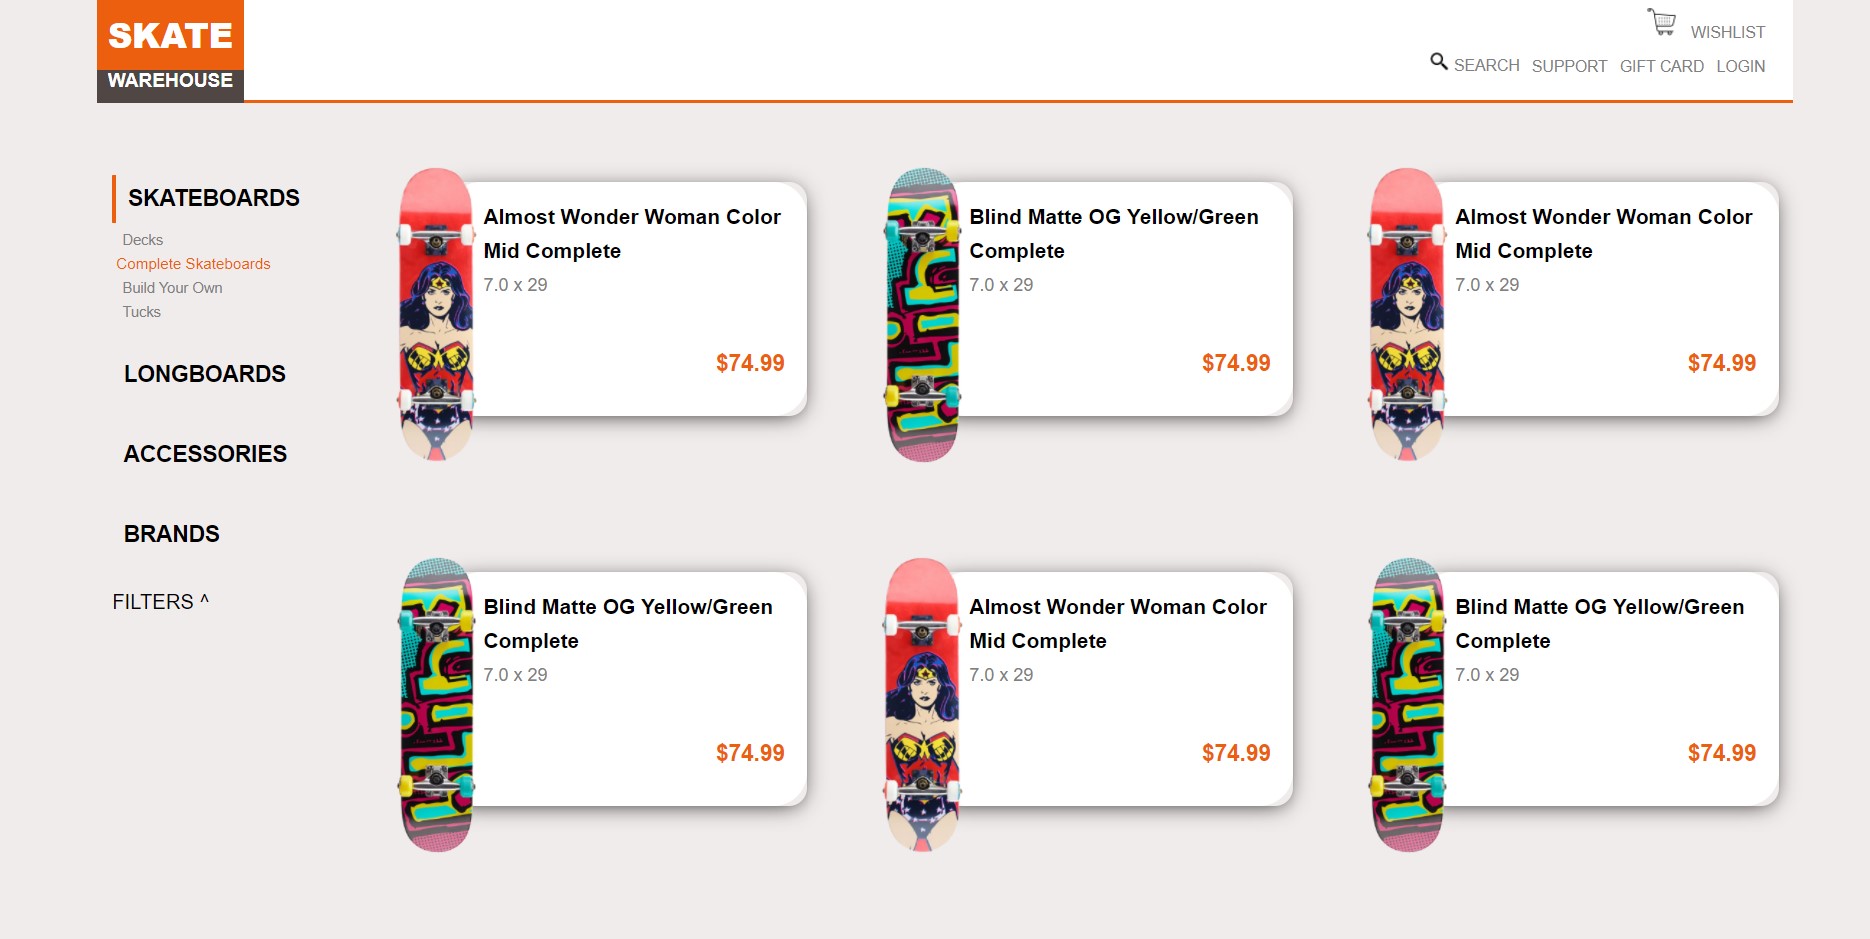 SKATE
WAREHOUSE
WISHLIST
SEARCH SUPPORT GIFT CARD LOGIN
SKATEBOARDS
Decks
Complete Skateboards
Build Your Own
Tucks
LONGBOARDS
ACCESSORIES
BRANDS
FILTERS ^
Almost Wonder Woman Color
Mid Complete
7.0 x 29
$74.99
Blind Matte OG Yellow/Green
Complete
7.0 x 29
$74.99
Almost Wonder Woman Color
Mid Complete
7.0 x 29
$74.99
Blind Matte OG Yellow/Green
Complete
7.0 x 29
$74.99
Almost Wonder Woman Color
Mid Complete
7.0 x 29
$74.99
Blind Matte OG Yellow/Green
Complete
7.0 x 29
$74.99